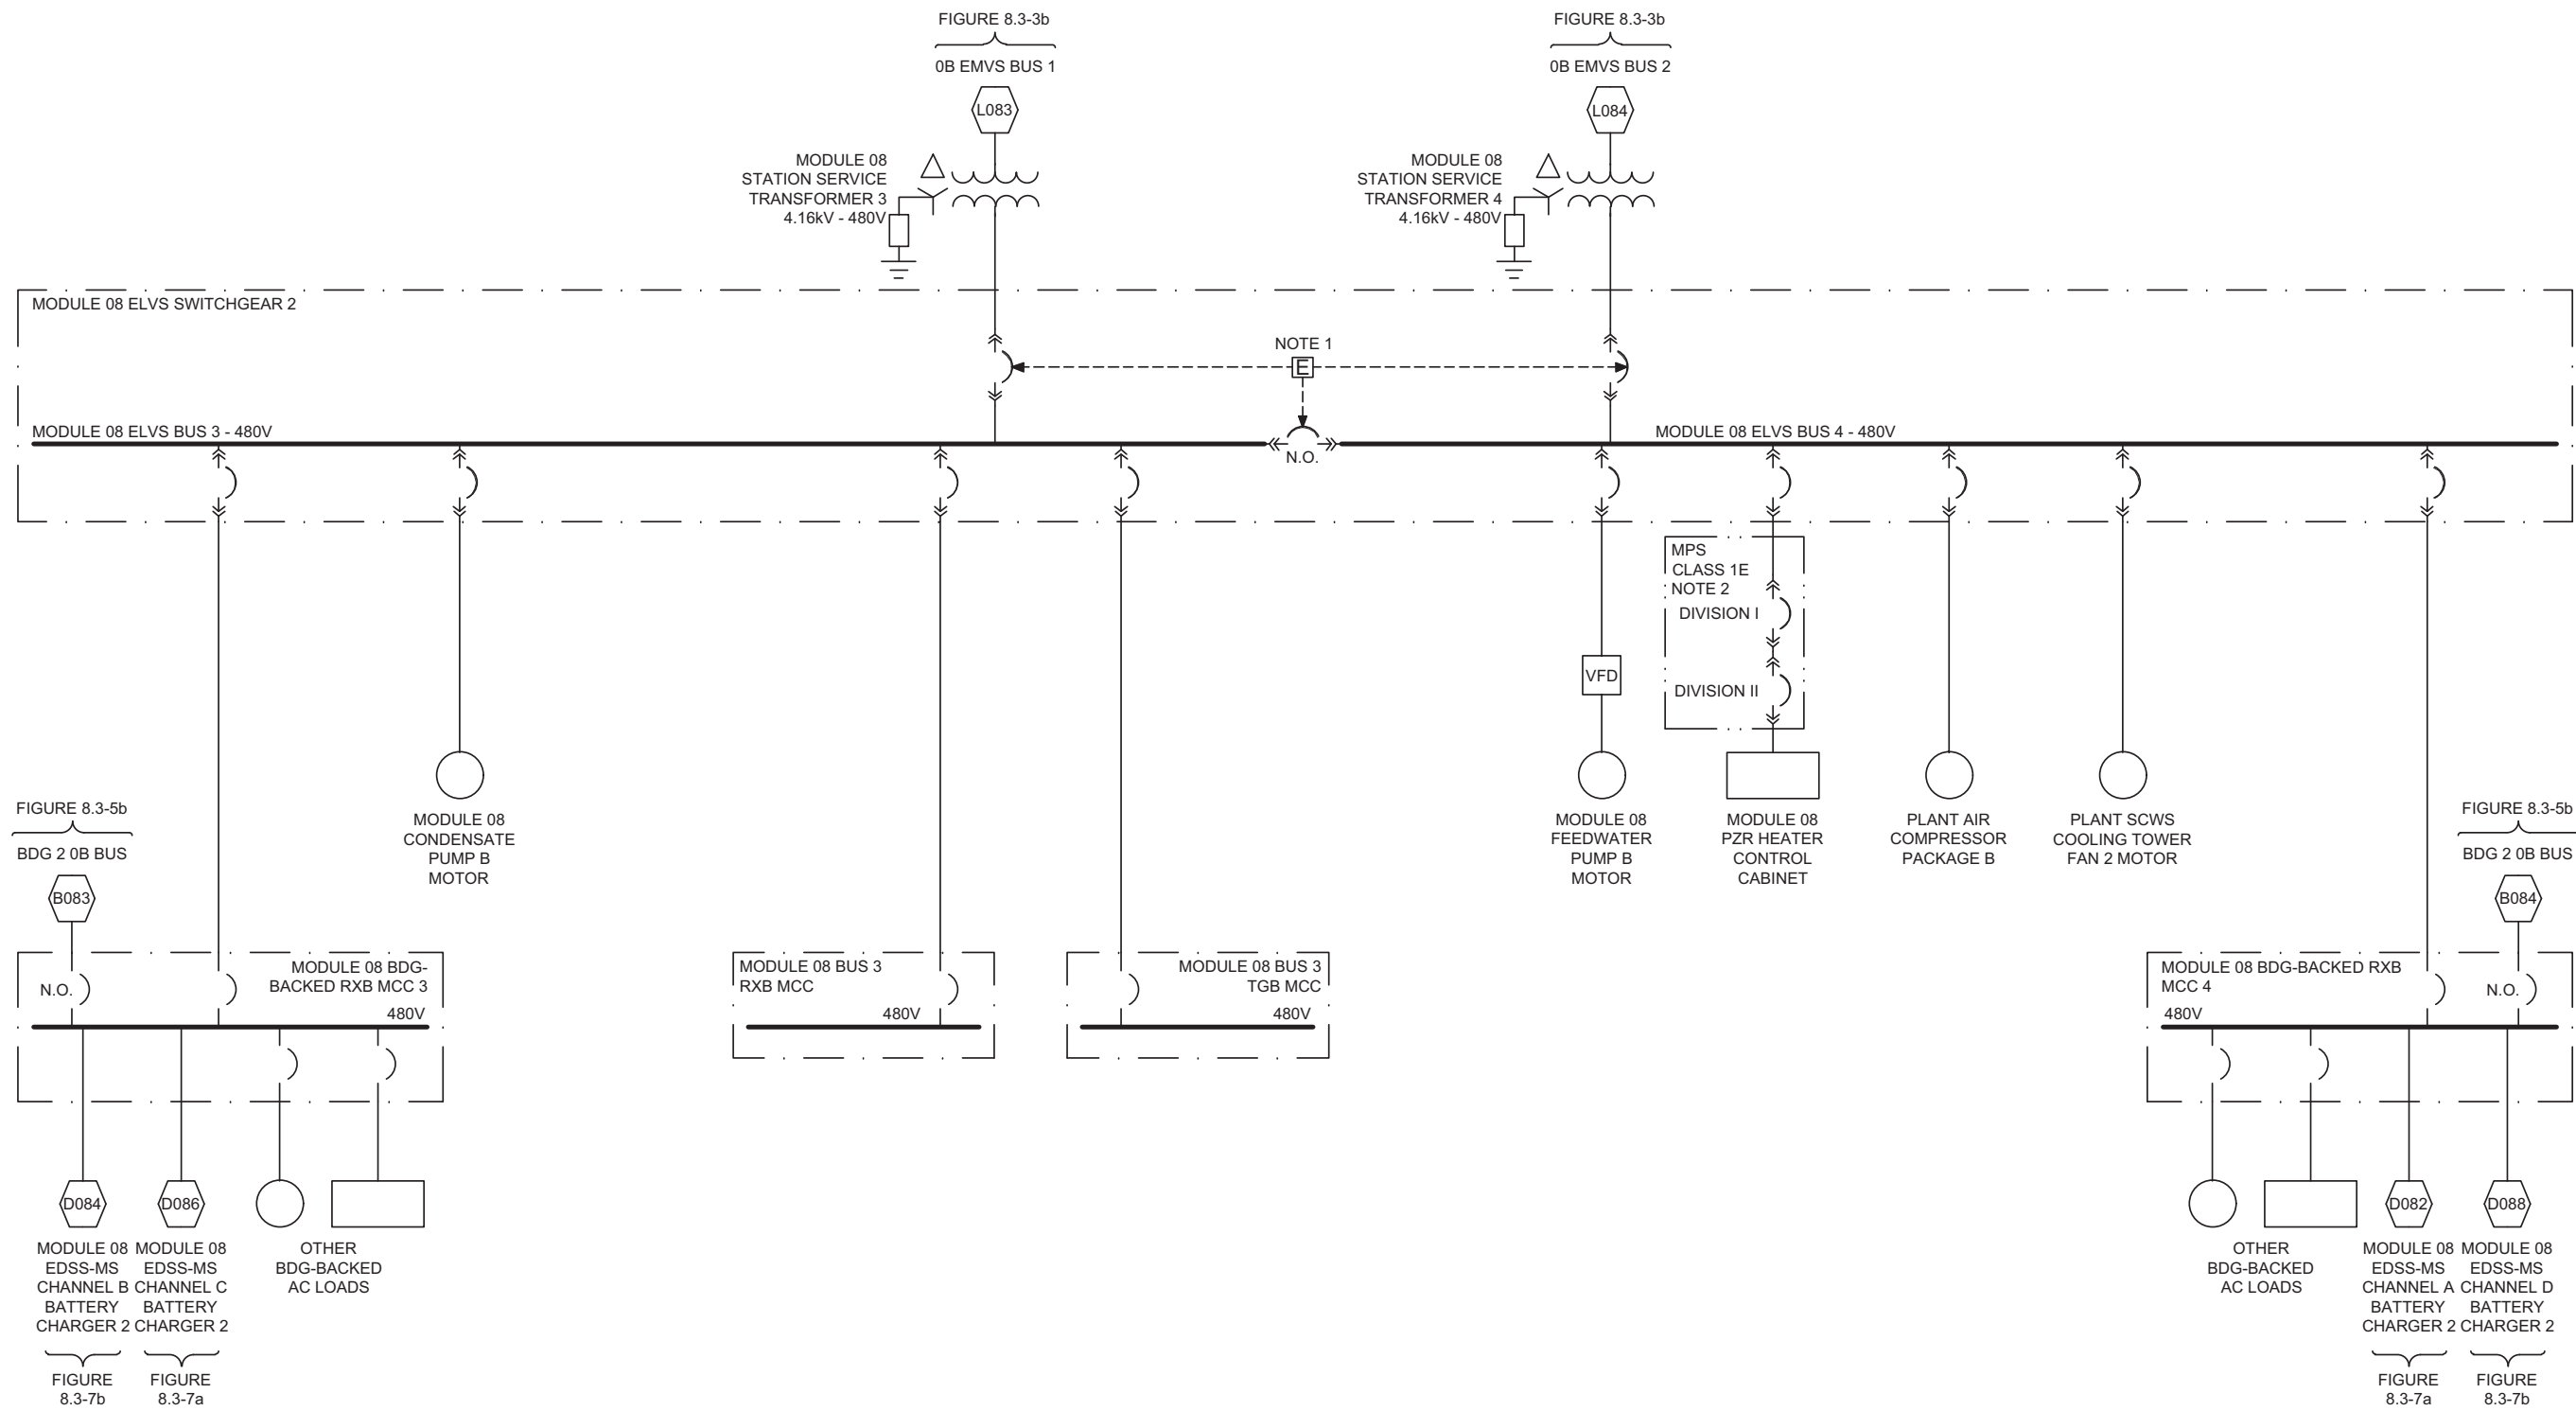 FIGURE 8.3-3b
0B EMVS BUS 1
L083
MODULE 08
STATION SERVICE
TRANSFORMER 3
4.16kV - 480V
FIGURE 8.3-3b
0B EMVS BUS 2
L084
MODULE 08
STATION SERVICE
TRANSFORMER 4
4.16kV - 480V
MODULE 08 ELVS SWITCHGEAR 2
NOTE 1
E
MODULE 08 ELVS BUS 3 - 480V
N.O.
MODULE 08 ELVS BUS 4 - 480V
MPS
CLASS 1E
NOTE 2
DIVISION I
DIVISION II
VFD
MODULE 08
CONDENSATE
PUMP B
MOTOR
MODULE 08
FEEDWATER
PUMP B
MOTOR
MODULE 08
PZR HEATER
CONTROL
CABINET
PLANT AIR
COMPRESSOR
PACKAGE B
PLANT SCWS
COOLING TOWER
FAN 2 MOTOR
FIGURE 8.3-5b
BDG 2 0B BUS
B083
N.O.
MODULE 08 BDG-
BACKED RXB MCC 3
480V
MODULE 08 BUS 3
RXB MCC
480V
MODULE 08 BUS 3
TGB MCC
480V
FIGURE 8.3-5b
BDG 2 0B BUS
B084
MODULE 08 BDG-BACKED RXB
MCC 4
480V
N.O.
D084
MODULE 08
EDSS-MS
CHANNEL B
BATTERY
CHARGER 2
FIGURE
8.3-7b
D086
MODULE 08
EDSS-MS
CHANNEL C
BATTERY
CHARGER 2
FIGURE
8.3-7a
OTHER
BDG-BACKED
AC LOADS
OTHER
BDG-BACKED
AC LOADS
D082
MODULE 08
EDSS-MS
CHANNEL A
BATTERY
CHARGER 2
FIGURE
8.3-7a
D088
MODULE 08
EDSS-MS
CHANNEL D
BATTERY
CHARGER 2
FIGURE
8.3-7b